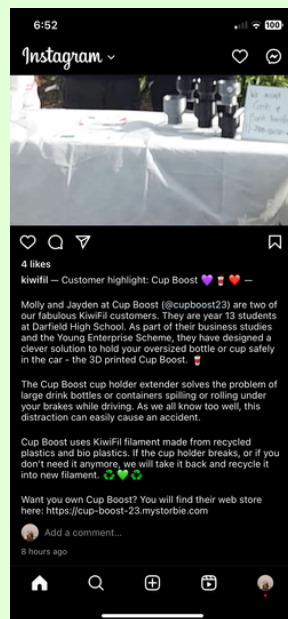 6:52
100
Instagram
We accept
Cash &
4 likes
kiwifil — Customer highlight: Cup Boost 💜🥤❤️ —
Molly and Jayden at Cup Boost (@cupboost23) are two of
our fabulous KiwiFil customers. They are year 13 students
at Darfield High School. As part of their business studies
and the Young Enterprise Scheme, they have designed a
clever solution to hold your oversized bottle or cup safely
in the car - the 3D printed Cup Boost. 🥤
The Cup Boost cup holder extender solves the problem of
large drink bottles or containers spilling or rolling under
your brakes while driving. As we all know too well, this
distraction can easily cause an accident.
Cup Boost uses KiwiFil filament made from recycled
plastics and bio plastics. If the cup holder breaks, or if you
don't need it anymore, we will take it back and recycle it
into new filament. ♻️💚♻️
Want you own Cup Boost? You will find their web store
here: https://cup-boost-23.mystorbie.com
Add a comment...
8 hours ago